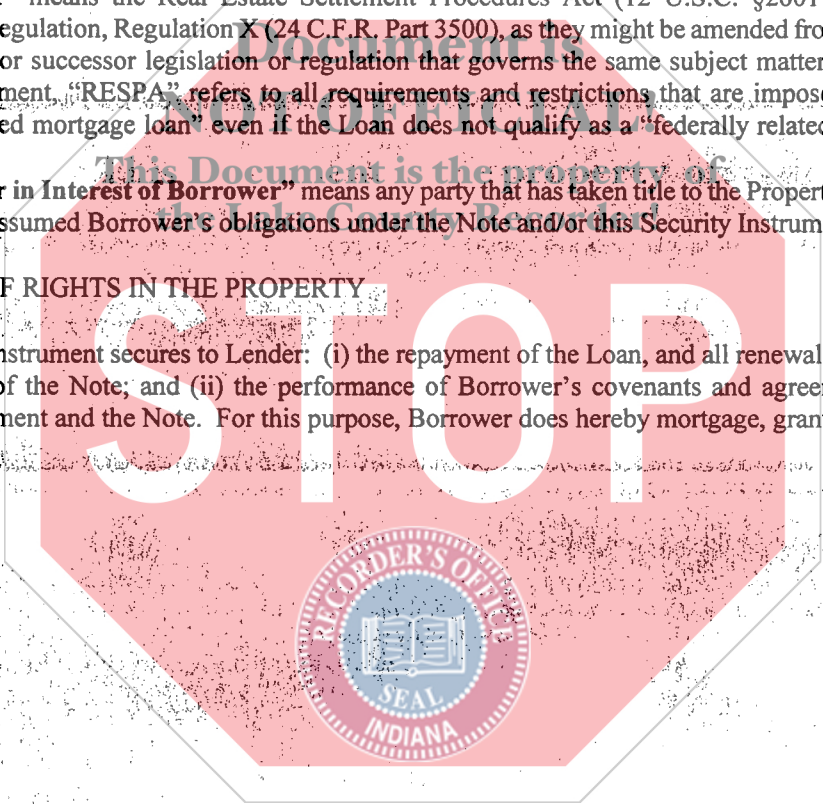 means the Real Estate Settlement Procedures Act (12 U.S.C. §2601
egulation, Regulation X (24 C.F.R. Part 3500), as they might be amended fro
Document is
or successor legislation or regulation that governs the same subject matter
ment, “RESPA” refers to all requirements and restrictions that are impose
NOT OFFICIAL!
ed mortgage loan” even if the Loan does not qualify as a “federally related
This Document is the property of
r in Interest of Borrower” means any party that has taken title to the Propert
the Lake County Recorder!
ssumed Borrower's obligations under the Note and/or this Security Instrum
F RIGHTS IN THE PROPERTY
STOP
nstrument secures to Lender: (i) the repayment of the Loan, and all renewal
of the Note; and (ii) the performance of Borrower's covenants and agree
ment and the Note. For this purpose, Borrower does hereby mortgage, grant
RECORDER'S OFFICE
SEAL
INDIANA